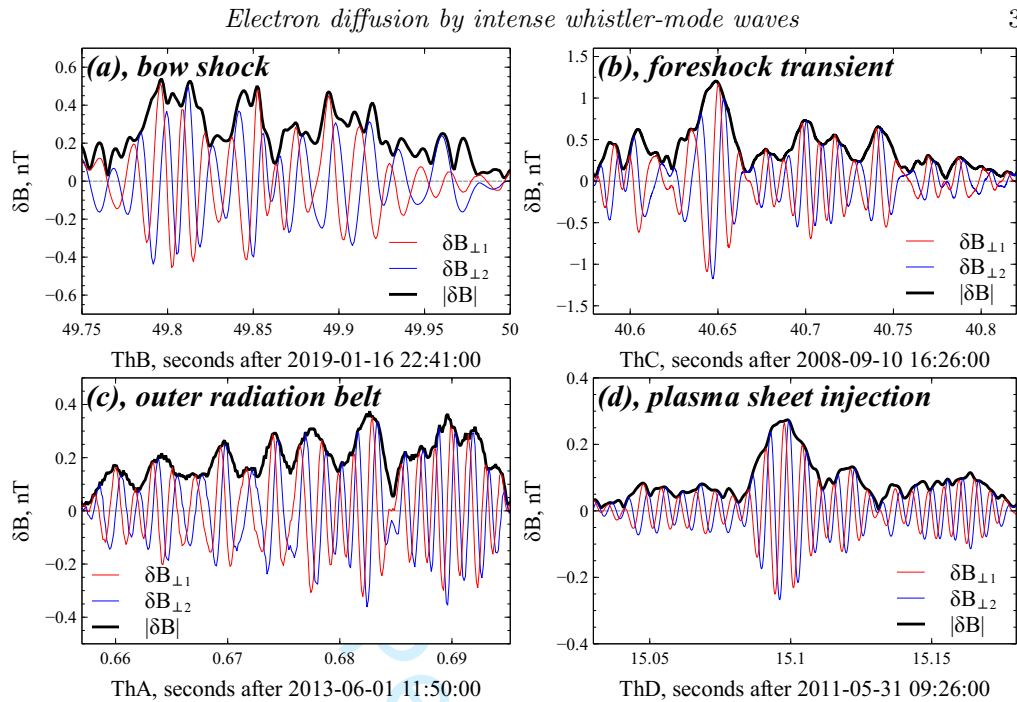 Electron diffusion by intense whistler-mode waves 3
(a), bow shock
(b), foreshock transient
0.6
0.4
0.2
0
−0.2
−0.4
−0.6
δB, nT
δB⊥1
δB⊥2
|δB|
49.75 49.8 49.85 49.9 49.95 50
ThB, seconds after 2019-01-16 22:41:00
1.5
1
0.5
0
−0.5
−1
−1.5
δB, nT
δB⊥1
δB⊥2
|δB|
40.6 40.65 40.7 40.75 40.8
ThC, seconds after 2008-09-10 16:26:00
(c), outer radiation belt
(d), plasma sheet injection
0.4
0.2
0
−0.2
−0.4
δB, nT
δB⊥1
δB⊥2
|δB|
0.66 0.67 0.68 0.69
ThA, seconds after 2013-06-01 11:50:00
0.4
0.2
0
−0.2
−0.4
δB, nT
δB⊥1
δB⊥2
|δB|
15.05 15.1 15.15
ThD, seconds after 2011-05-31 09:26:00